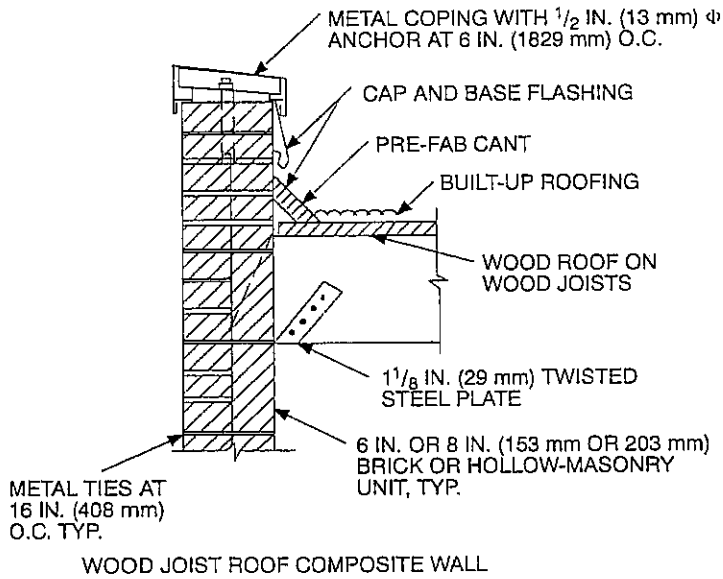 METAL COPING WITH 1/2 IN. (13 mm) Φ
ANCHOR AT 6 IN. (1829 mm) O.C.
CAP AND BASE FLASHING
PRE-FAB CANT
BUILT-UP ROOFING
WOOD ROOF ON
WOOD JOISTS
1 1/8 IN. (29 mm) TWISTED
STEEL PLATE
6 IN. OR 8 IN. (153 mm OR 203 mm)
BRICK OR HOLLOW-MASONRY
UNIT, TYP.
METAL TIES AT
16 IN. (408 mm)
O.C. TYP.
WOOD JOIST ROOF COMPOSITE WALL